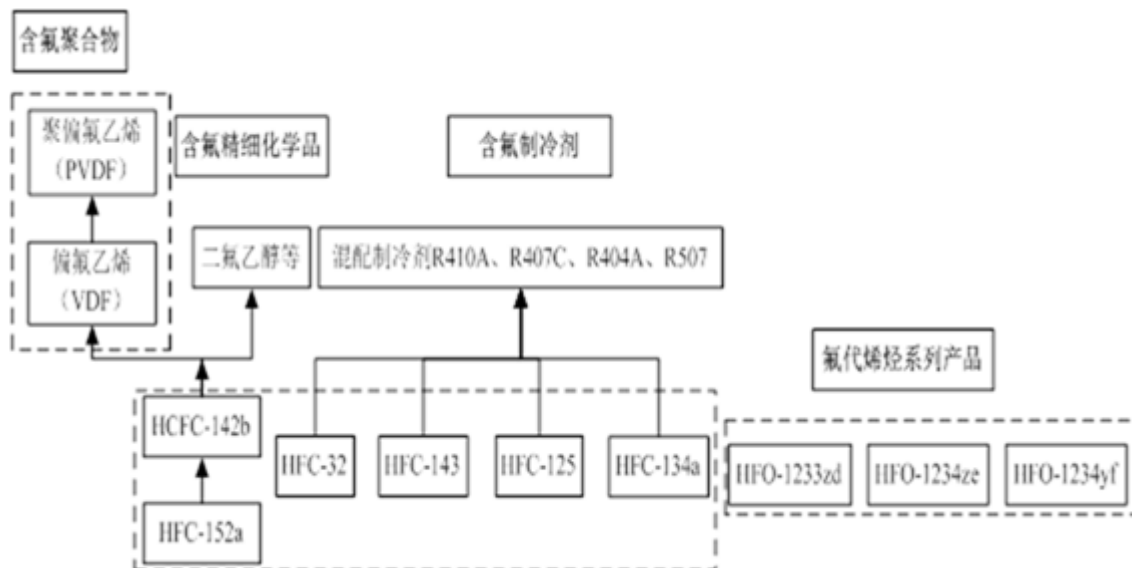 含氟聚合物
聚偏氟乙烯
(PVDF)
含氟精细化学品
含氟制冷剂
偏氟乙烯
(VDF)
二氟乙醇等
混配制冷剂R410A、R407C、R404A、R507
氟代烯烃系列产品
HCFC-142b
HFC-32
HFC-143
HFC-125
HFC-134a
HFO-1233zd
HFO-1234ze
HFO-1234yf
HFC-152a